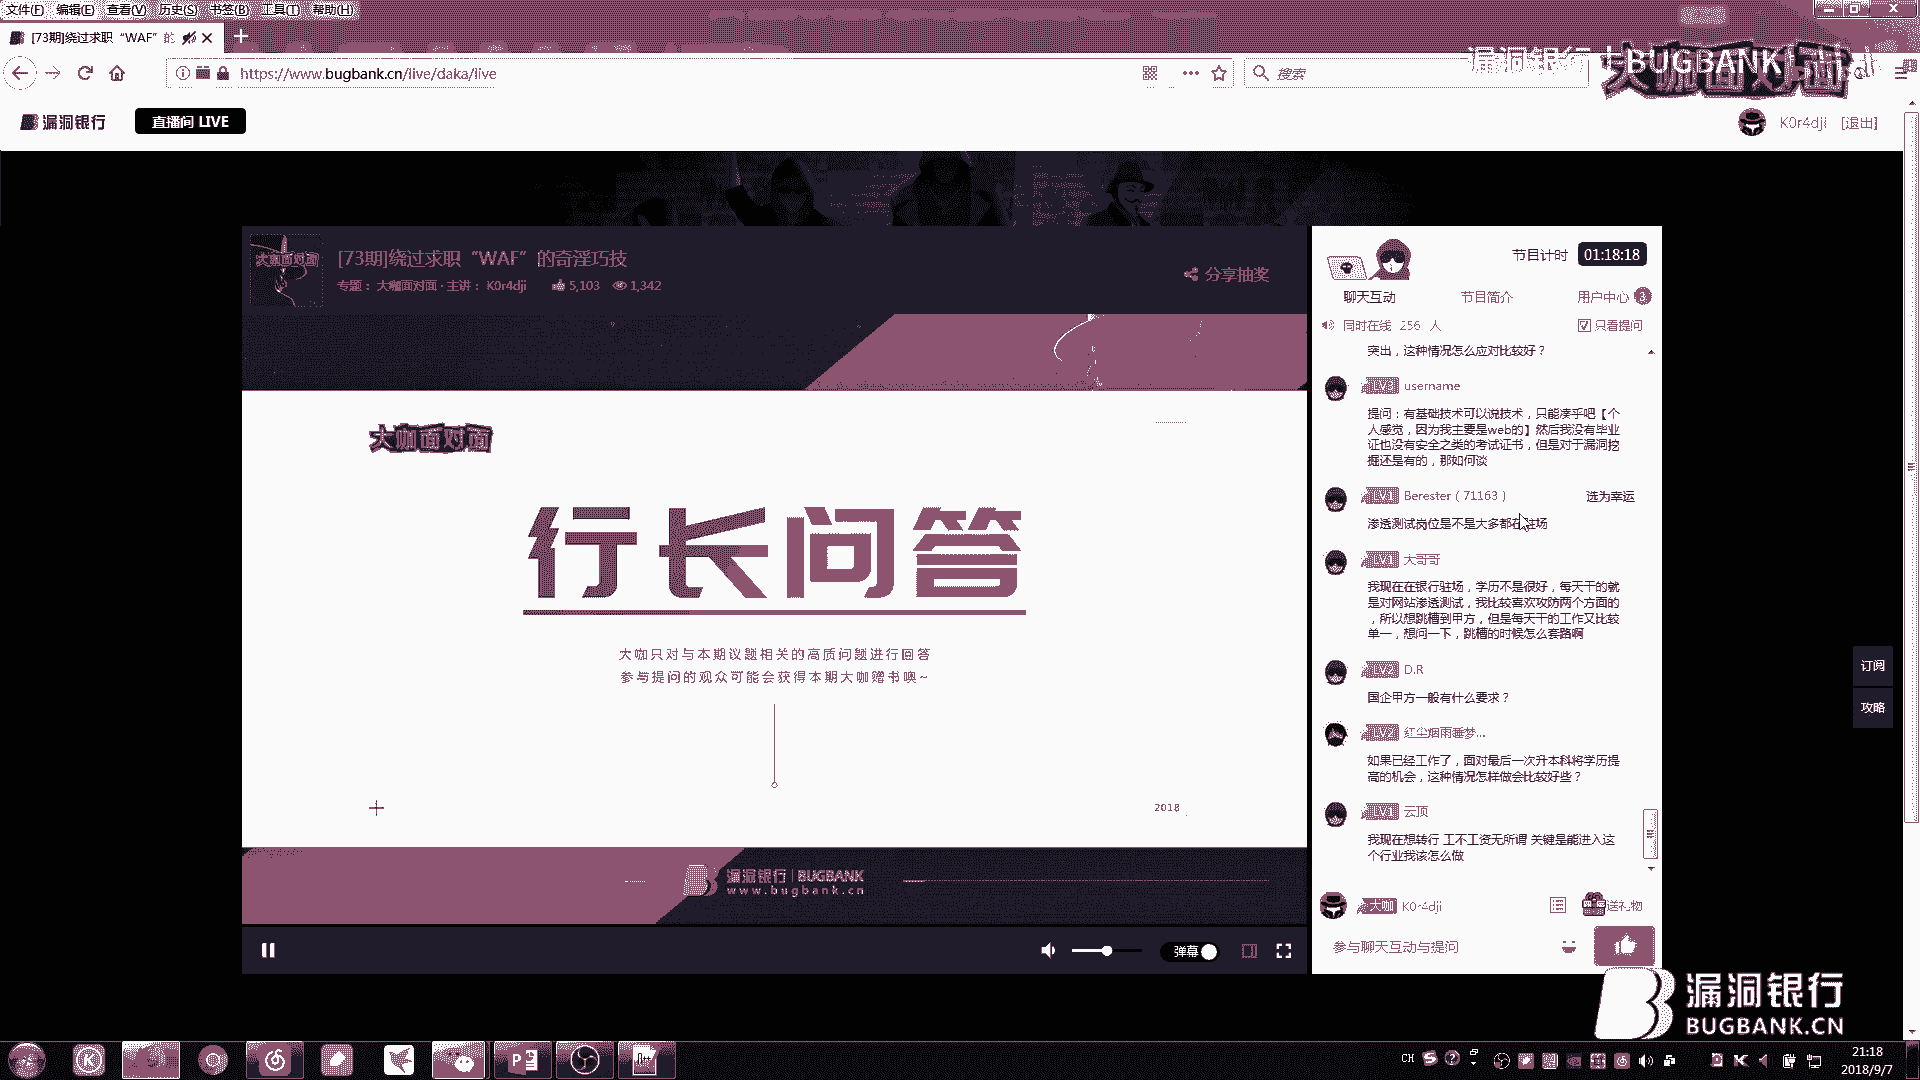 文件(F) 编辑(E) 查看(V) 历史(S) 书签(B) 工具(T) 帮助(H)
[73期]绕过求职“WAF”的
https://www.bugbank.cn/live/daka/live
搜索
漏洞银行 BUGBANK
大咖面对面
漏洞银行
直播间 LIVE
K0r4dji [退出]
大咖面对面
[73期]绕过求职“WAF”的奇淫巧技
专题：大咖面对面·主讲：K0r4dji 5,103 1,342
分享抽奖
大咖面对面
行长问答
大咖只对与本期议题相关的高质问题进行回答
参与提问的观众可能会获得本期大咖赠书噢~
2018
漏洞银行 BUGBANK
www.bugbank.cn
弹幕
节目计时 01:18:18
聊天互动 节目简介 用户中心 3
同时在线 256 人 只看提问
突出，这种情况怎么应对比较好？
LV3 username
提问：有基础技术可以说技术，只能凑乎吧【个
人感觉，因为我主要是web的】然后我没有毕业
证也没有安全之类的考试证书，但是对于漏洞挖
掘还是有的，那如何谈
LV1 Berester（71163） 选为幸运
渗透测试岗位是不是大多都在驻场
LV1 大哥哥
我现在在银行驻场，学历不是很好，每天干的就
是对网站渗透测试，我比较喜欢攻防两个方面的
，所以想跳槽到甲方，但是每天干的工作又比较
单一，想问一下，跳槽的时候怎么套路啊
LV2 D.R
国企甲方一般有什么要求？
LV2 红尘烟雨睡梦...
如果已经工作了，面对最后一次升本科将学历提
高的机会，这种情况怎样做会比较好些？
LV1 云顶
我现在想转行 工不工资无所谓 关键是能进入这
个行业我该怎么做
大咖 K0r4dji 送礼物
参与聊天互动与提问
订阅
攻略
漏洞银行
BUGBANK.CN
CH
21:18
2018/9/7